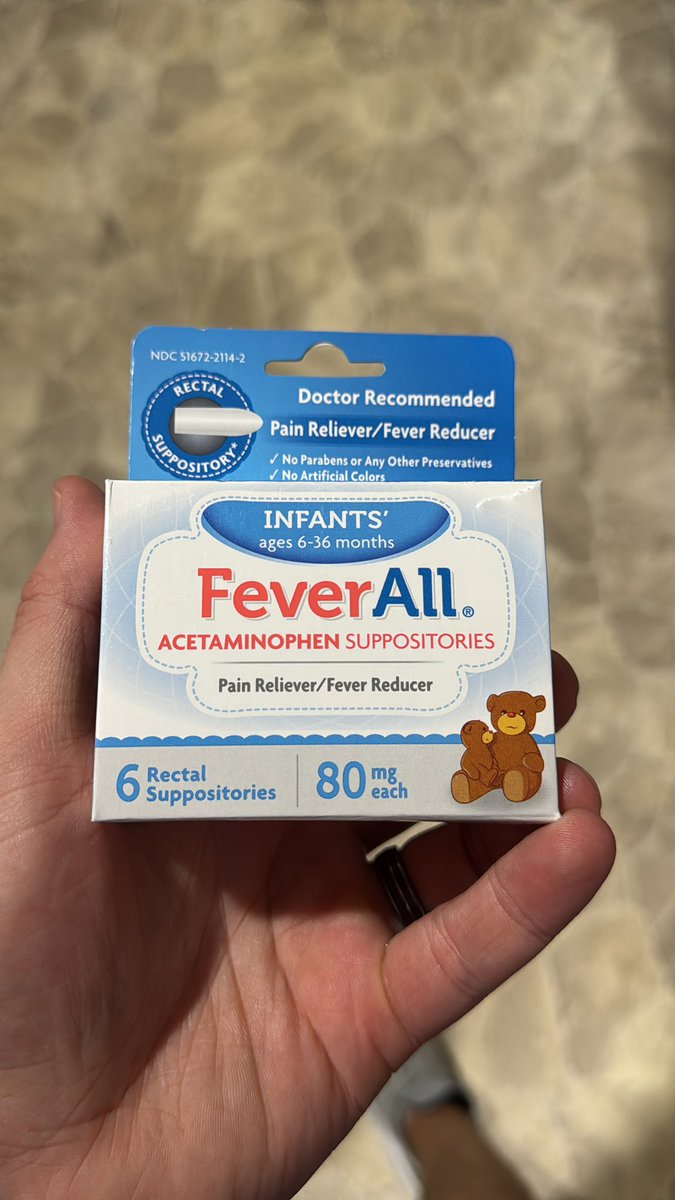 NDC 51672-2114-2
RECTAL
SUPPOSITORY*
Doctor Recommended
Pain Reliever/Fever Reducer
✓ No Parabens or Any Other Preservatives
✓ No Artificial Colors
INFANTS'
ages 6-36 months
FeverAll®
ACETAMINOPHEN SUPPOSITORIES
Pain Reliever/Fever Reducer
6 Rectal
Suppositories
80 mg
each